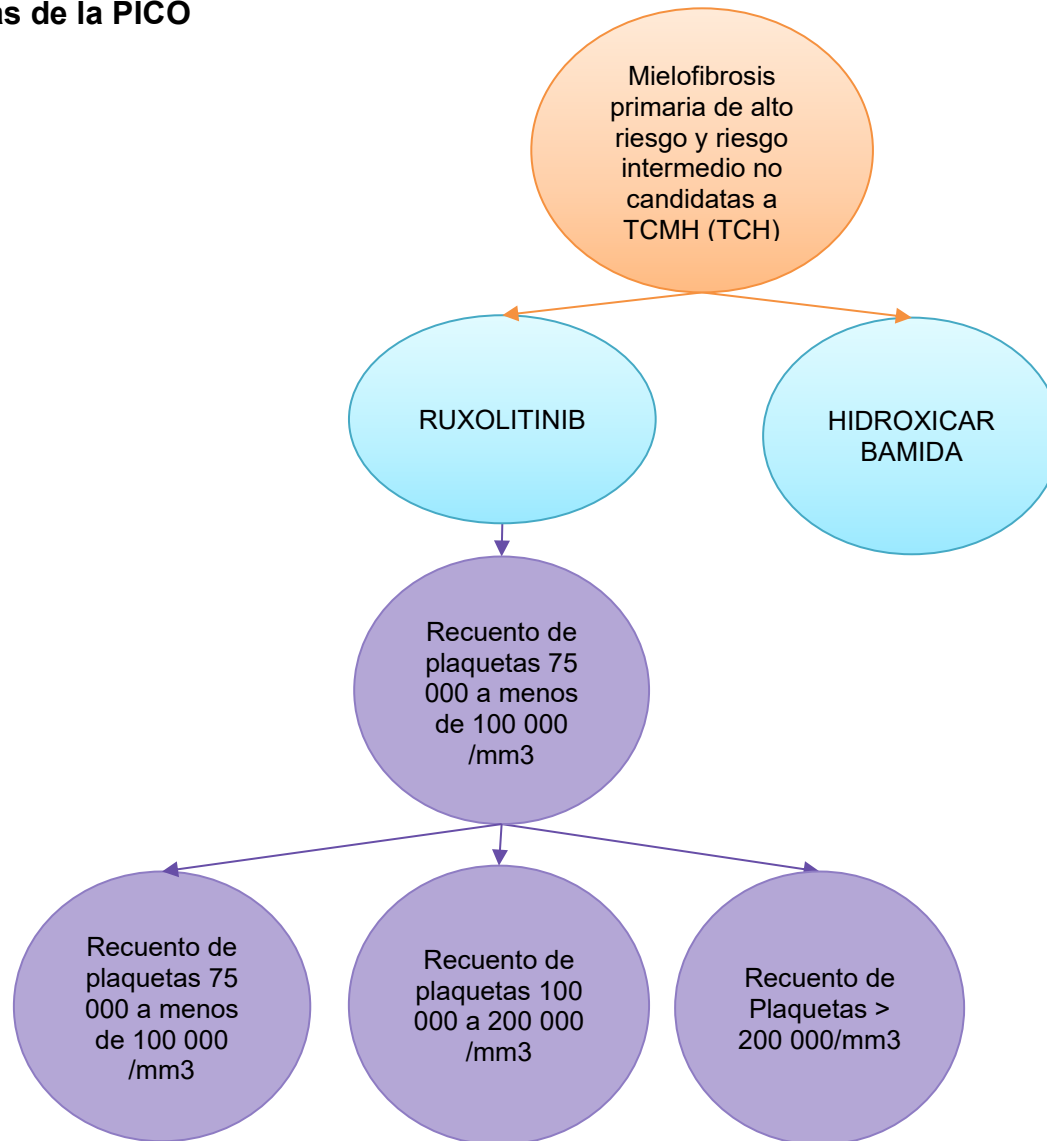 as de la PICO
Mielofibrosis
primaria de alto
riesgo y riesgo
intermedio no
candidatas a
TCMH (TCH)
RUXOLITINIB
HIDROXICAR
BAMIDA
Recuento de
plaquetas 75
000 a menos
de 100 000
/mm3
Recuento de
plaquetas 75
000 a menos
de 100 000
/mm3
Recuento de
plaquetas 100
000 a 200 000
/mm3
Recuento de
Plaquetas >
200 000/mm3